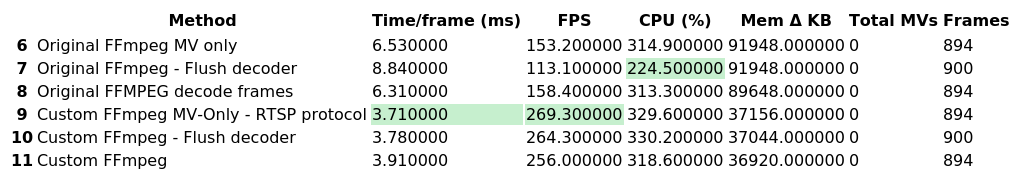 Method Time/frame (ms) FPS CPU (%) Mem Δ KB Total MVs Frames
6 Original FFmpeg MV only 6.530000 153.200000 314.900000 91948.000000 0 894
7 Original FFmpeg - Flush decoder 8.840000 113.100000 224.500000 91948.000000 0 900
8 Original FFMPEG decode frames 6.310000 158.400000 313.300000 89648.000000 0 894
9 Custom FFmpeg MV-Only - RTSP protocol 3.710000 269.300000 329.600000 37156.000000 0 894
10 Custom FFmpeg - Flush decoder 3.780000 264.300000 330.200000 37044.000000 0 900
11 Custom FFmpeg 3.910000 256.000000 318.600000 36920.000000 0 894